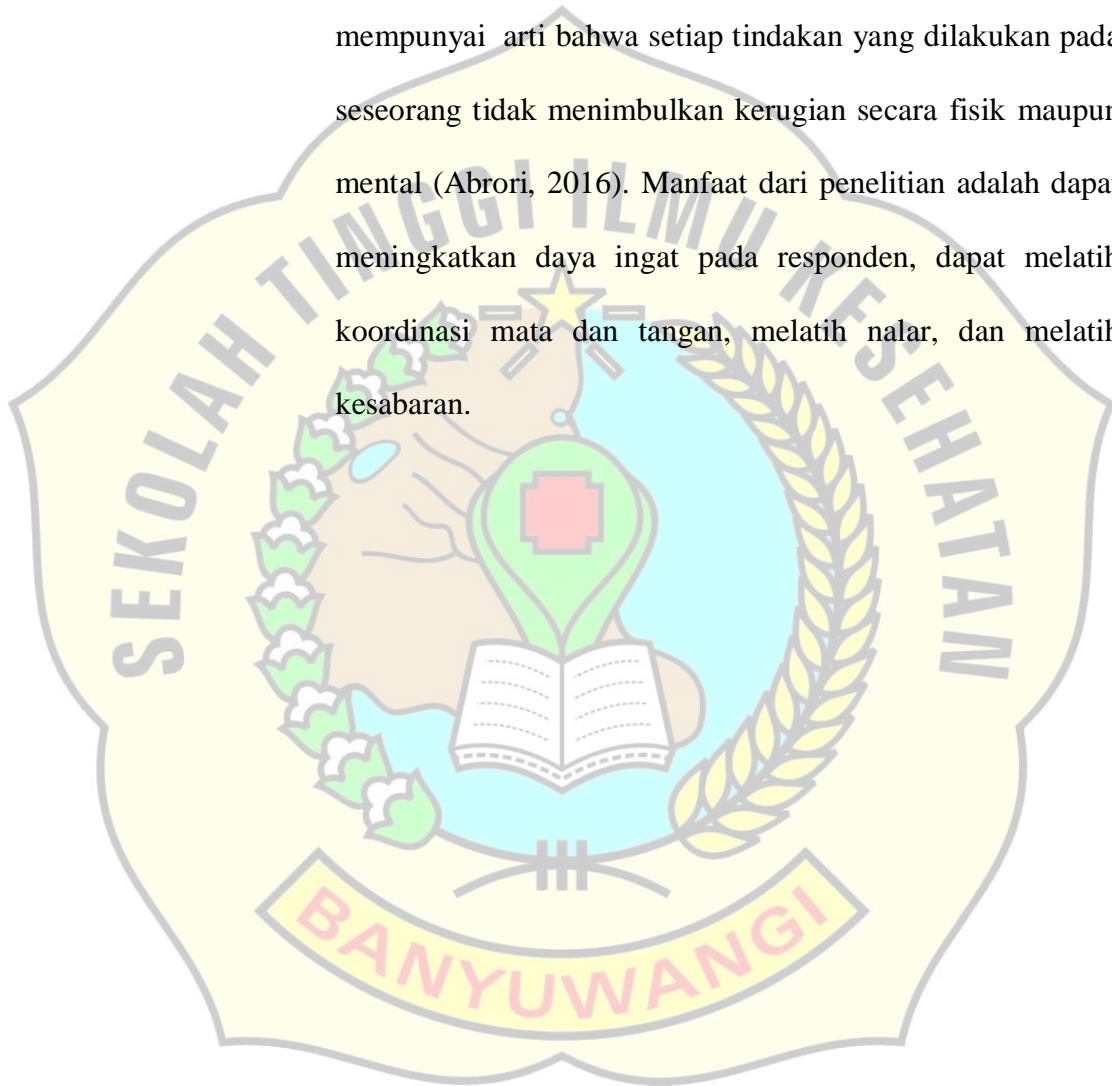 mempunyai arti bahwa setiap tindakan yang dilakukan pada
seseorang tidak menimbulkan kerugian secara fisik maupun
mental (Abrori, 2016). Manfaat dari penelitian adalah dapat
meningkatkan daya ingat pada responden, dapat melatih
koordinasi mata dan tangan, melatih nalar, dan melatih
kesabaran.
SEKOLAH TINGGI ILMU KESEHATAN
BANYUWANGI